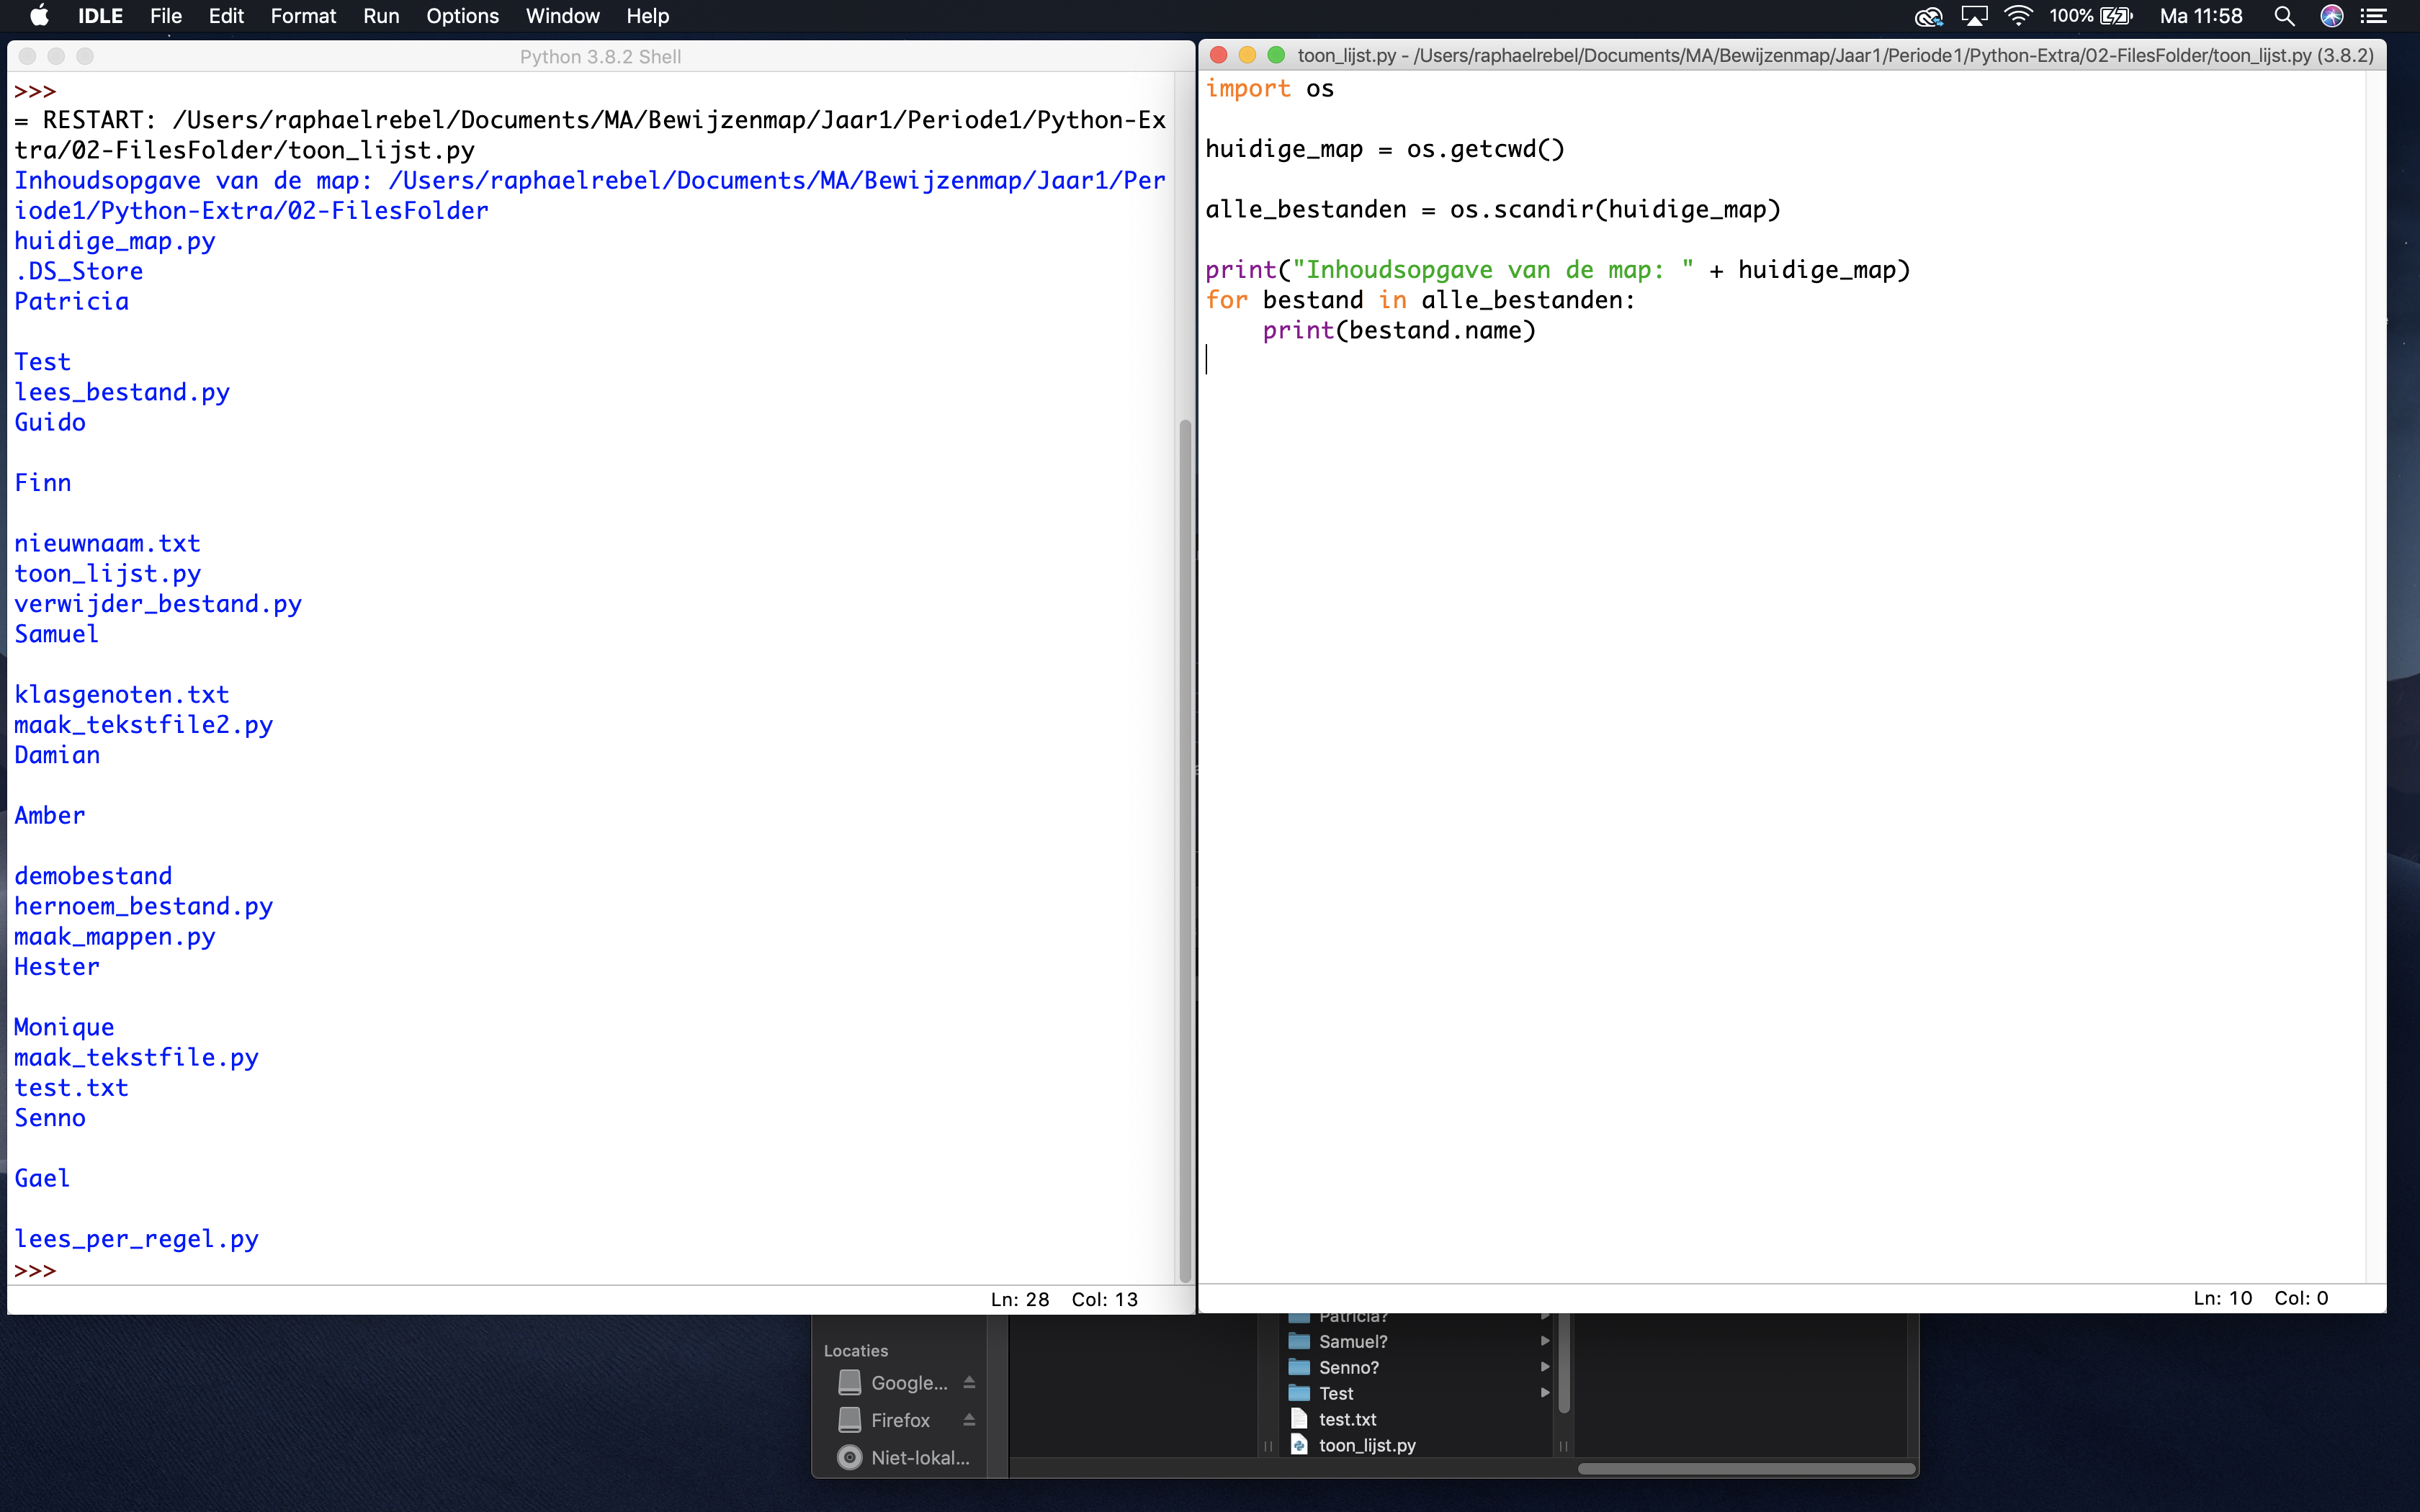 IDLE File Edit Format Run Options Window Help 100% Ma 11:58
Python 3.8.2 Shell
>>>
= RESTART: /Users/raphaelrebel/Documents/MA/Bewijzenmap/Jaar1/Periode1/Python-Ex
tra/02-FilesFolder/toon_lijst.py
Inhoudsopgave van de map: /Users/raphaelrebel/Documents/MA/Bewijzenmap/Jaar1/Per
iode1/Python-Extra/02-FilesFolder
huidige_map.py
.DS_Store
Patricia
Test
lees_bestand.py
Guido
Finn
nieuwnaam.txt
toon_lijst.py
verwijder_bestand.py
Samuel
klasgenoten.txt
maak_tekstfile2.py
Damian
Amber
demobestand
hernoem_bestand.py
maak_mappen.py
Hester
Monique
maak_tekstfile.py
test.txt
Senno
Gael
lees_per_regel.py
>>>
Ln: 28 Col: 13
toon_lijst.py - /Users/raphaelrebel/Documents/MA/Bewijzenmap/Jaar1/Periode1/Python-Extra/02-FilesFolder/toon_lijst.py (3.8.2)
import os
huidige_map = os.getcwd()
alle_bestanden = os.scandir(huidige_map)
print("Inhoudsopgave van de map: " + huidige_map)
for bestand in alle_bestanden:
    print(bestand.name)
Ln: 10 Col: 0
Locaties
Google...
Firefox
Niet-lokal...
Patricia?
Samuel?
Senno?
Test
test.txt
toon_lijst.py